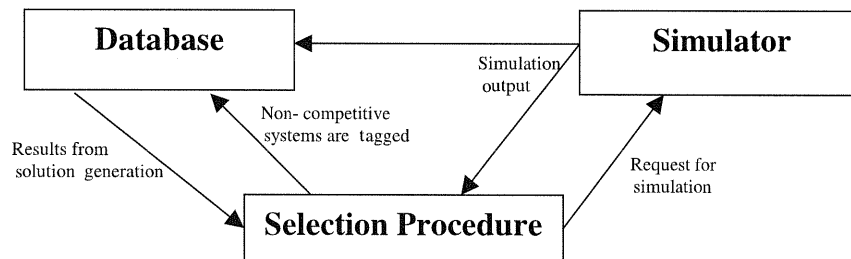 Database
Simulator
Simulation
output
Non- competitive
systems are tagged
Results from
solution generation
Request for
simulation
Selection Procedure